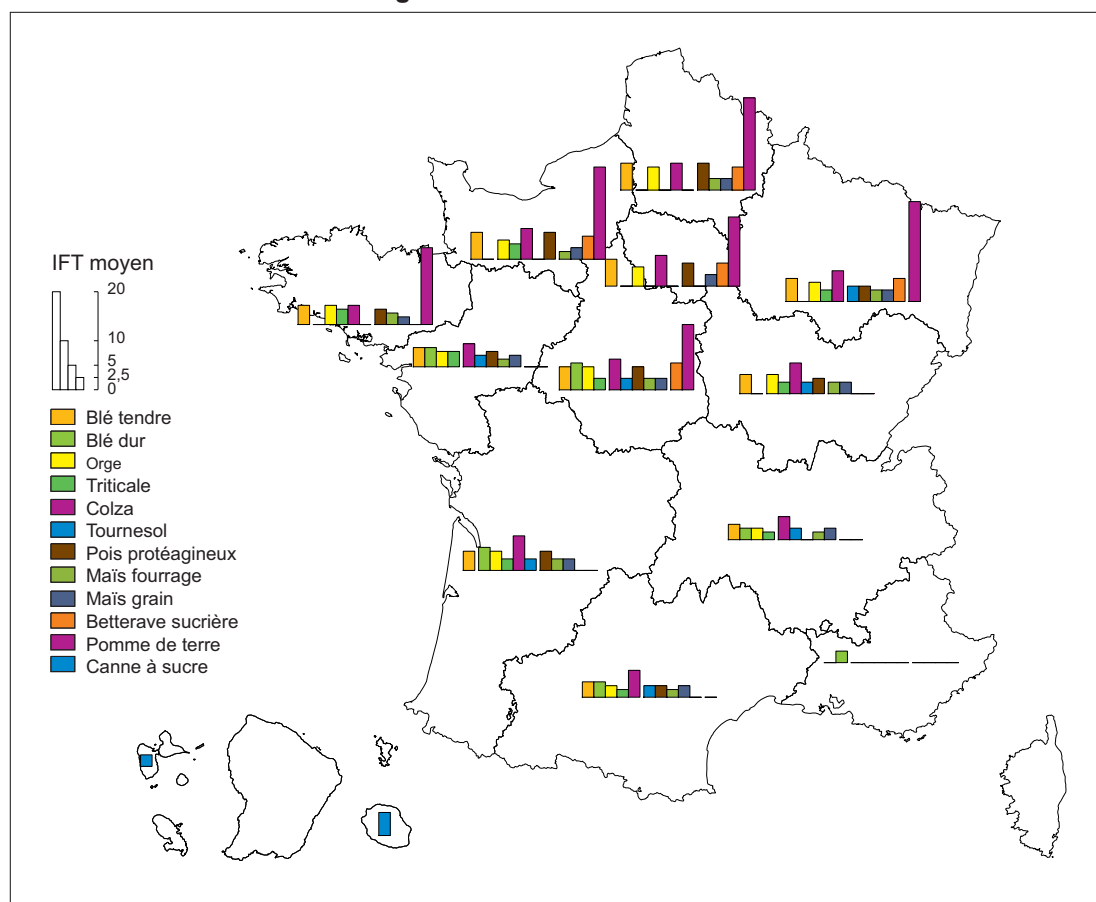 IFT moyen
20
10
5
2,5
0
Blé tendre
Blé dur
Orge
Triticale
Colza
Tournesol
Pois protéagineux
Maïs fourrage
Maïs grain
Betterave sucrière
Pomme de terre
Canne à sucre